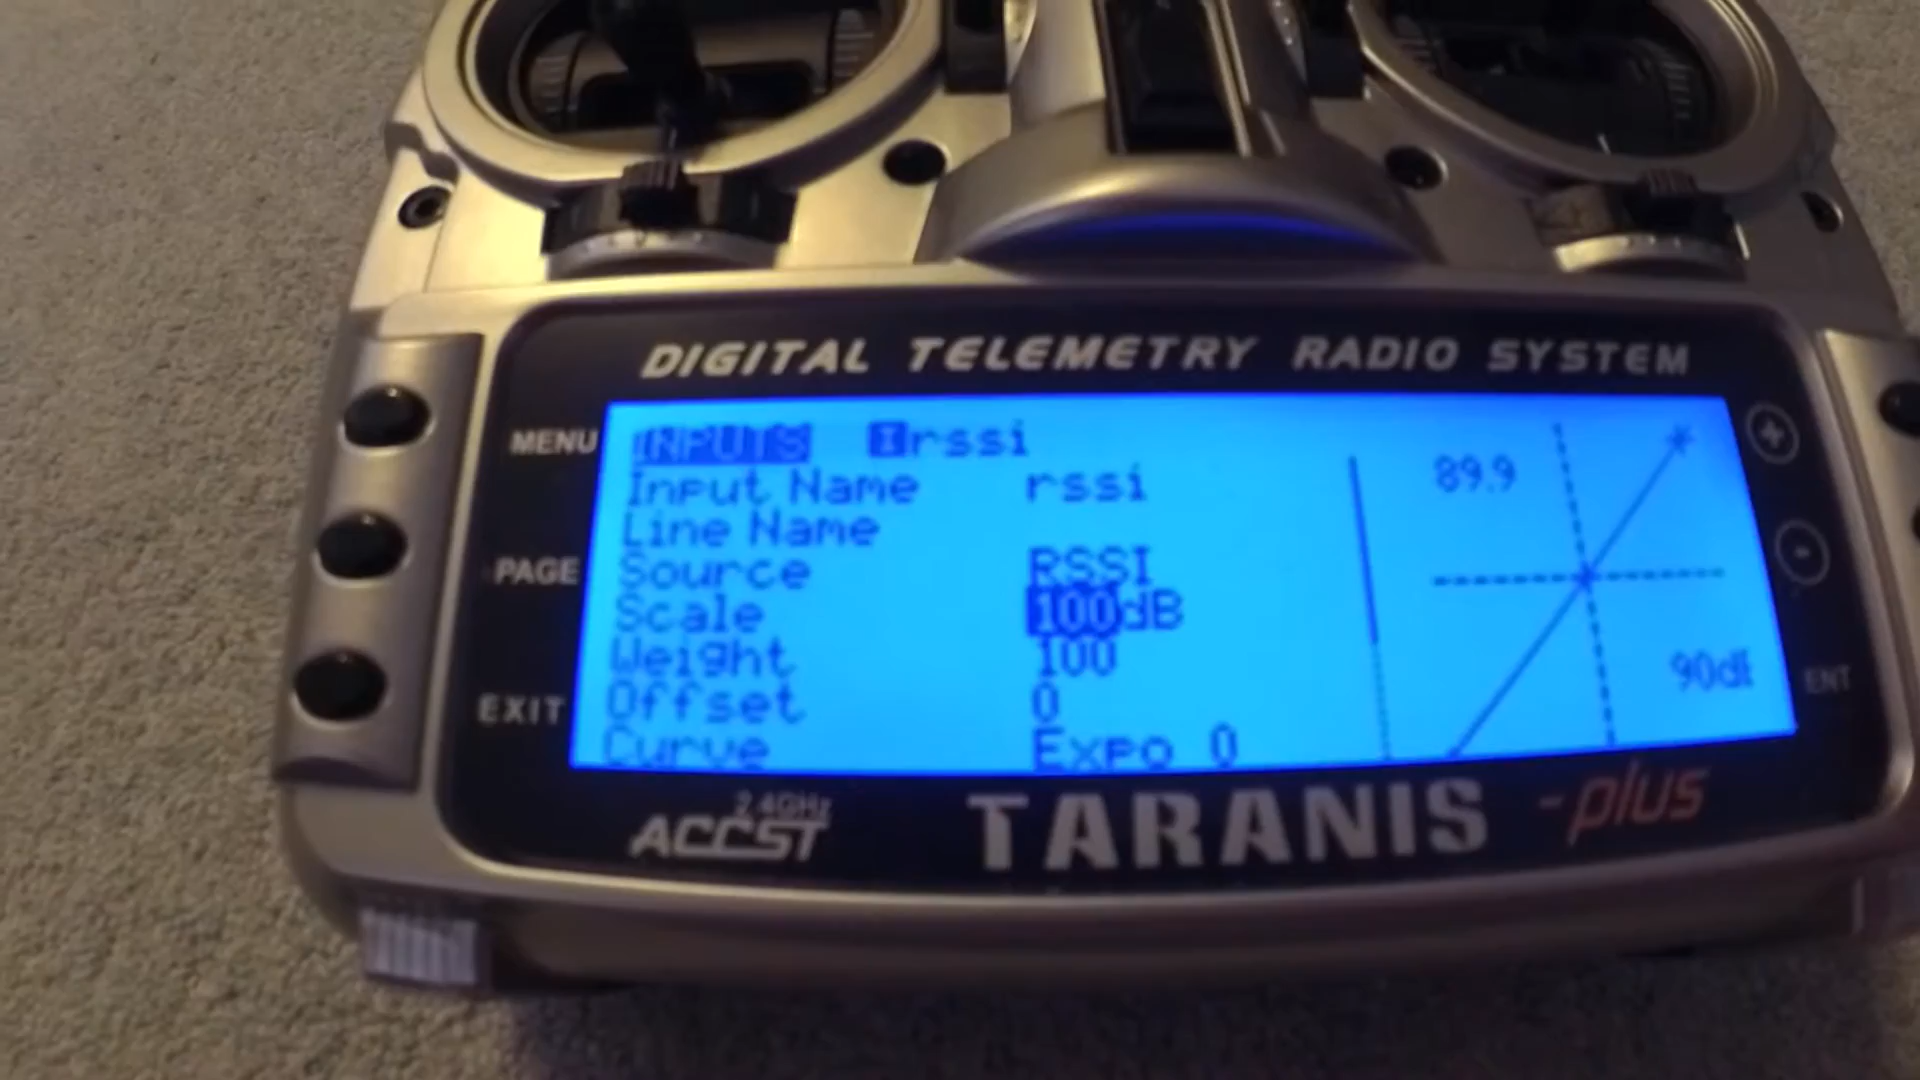 DIGITAL TELEMETRY RADIO SYSTEM
MENU
PAGE
EXIT
INPUTS Irssi
Input Name rssi
Line Name
Source RSSI
Scale 100dB
Weight 100
Offset 0
Curve Expo 0
89.9
90dB
+
-
ENT
2.4GHz
ACCST
TARANIS -plus